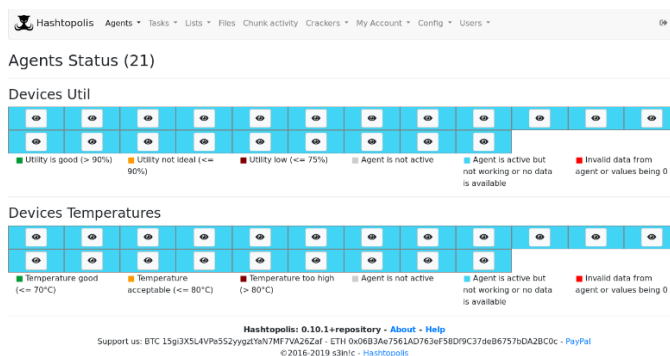 Hashtopolis Agents Tasks Lists Files Chunk activity Crackers My Account Config Users
Agents Status (21)
Devices Util
Utility is good (> 90%) Utility not ideal (<= 90%) Utility low (<= 75%) Agent is not active Agent is active but not working or no data is available Invalid data from agent or values being 0
Devices Temperatures
Temperature good (<= 70°C) Temperature acceptable (<= 80°C) Temperature too high (> 80°C) Agent is not active Agent is active but not working or no data is available Invalid data from agent or values being 0
Hashtopolis: 0.10.1+repository - About - Help
Support us: BTC 15gi3X5L4VPa5S2yygztYaN7MF7VA26Zaf - ETH 0x06B3Ae7561AD763eF58Df9C37deB6757bDA2BC0c - PayPal
©2016-2019 s3in!c - Hashtopolis